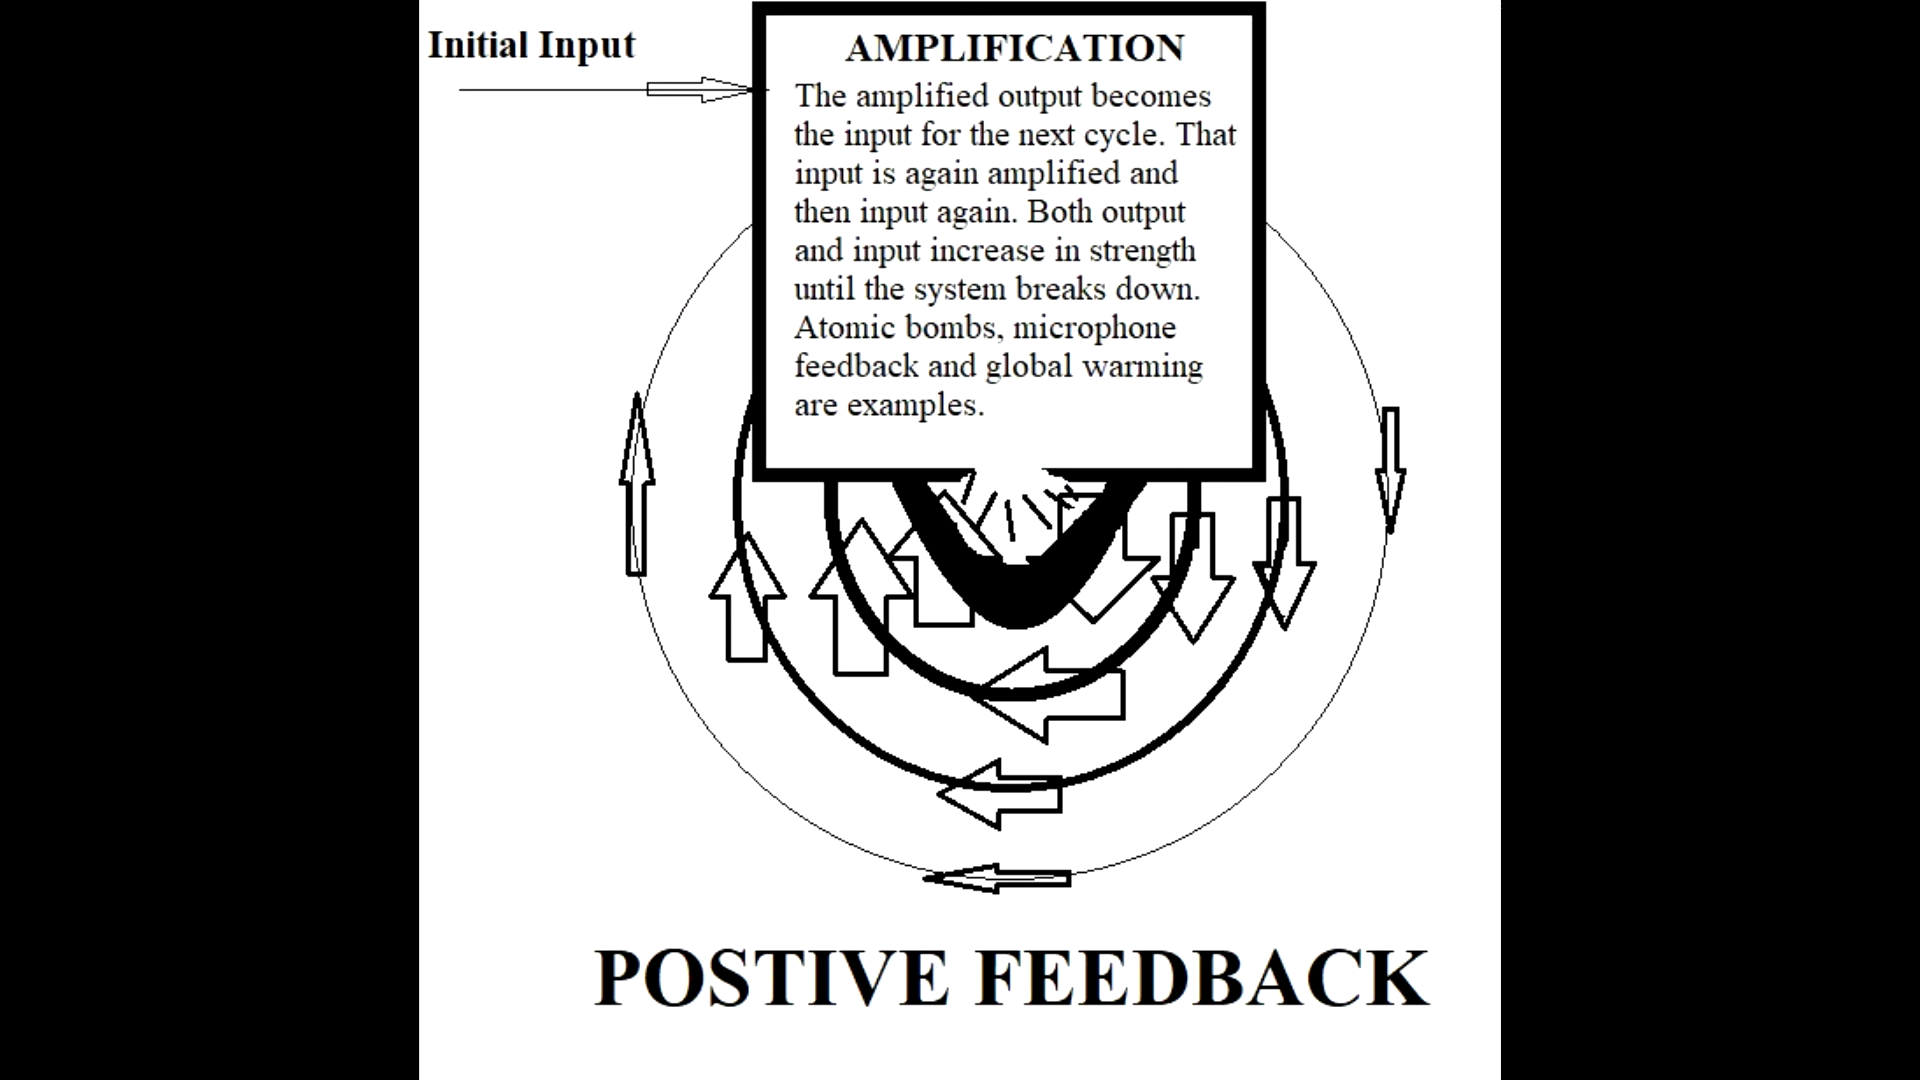 Initial Input
AMPLIFICATION
The amplified output becomes
the input for the next cycle. That
input is again amplified and
then input again. Both output
and input increase in strength
until the system breaks down.
Atomic bombs, microphone
feedback and global warming
are examples.
POSTIVE FEEDBACK